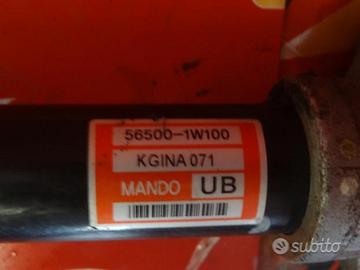 56500-1W100
KGINA 071
MANDO UB
subito